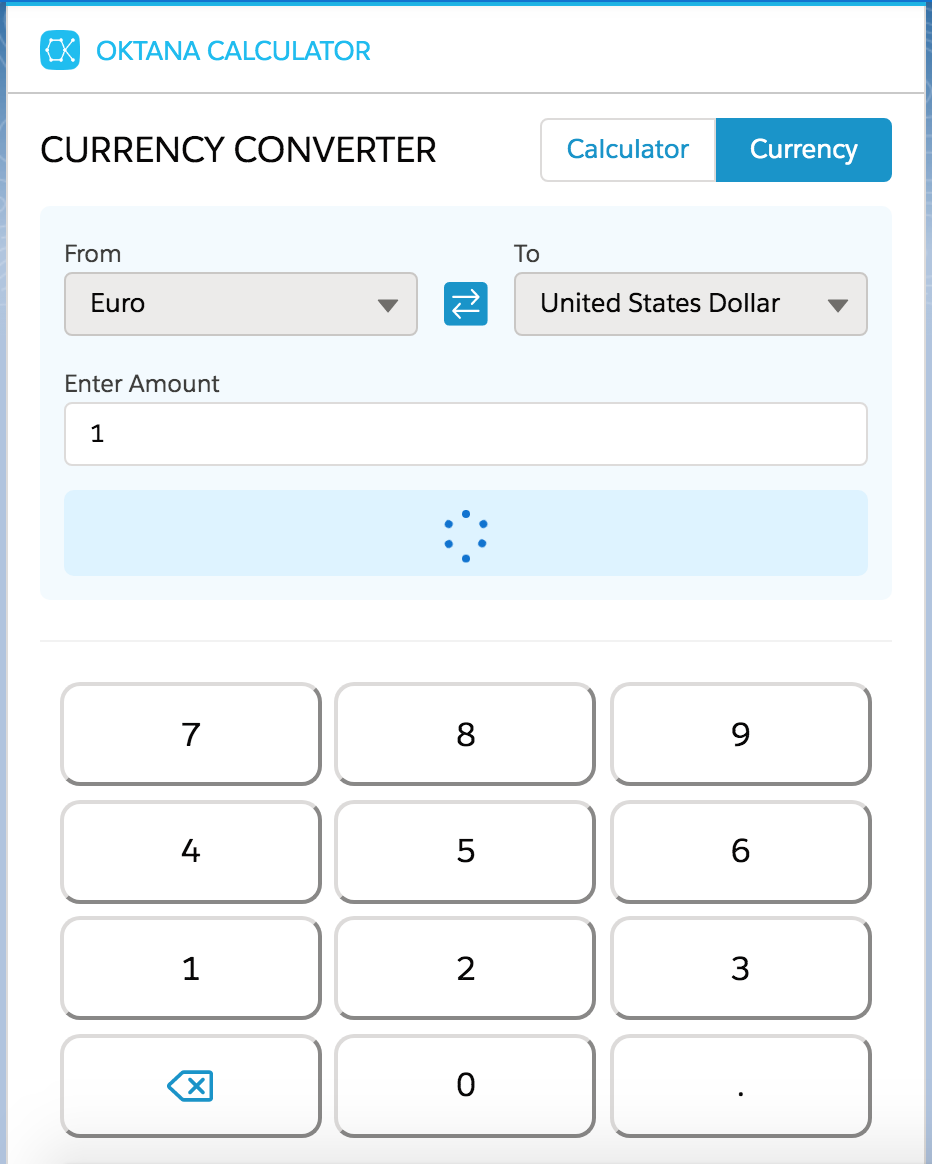 OKTANA CALCULATOR
CURRENCY CONVERTER
Calculator Currency
From To
Euro United States Dollar
Enter Amount
1
7 8 9
4 5 6
1 2 3
0 .